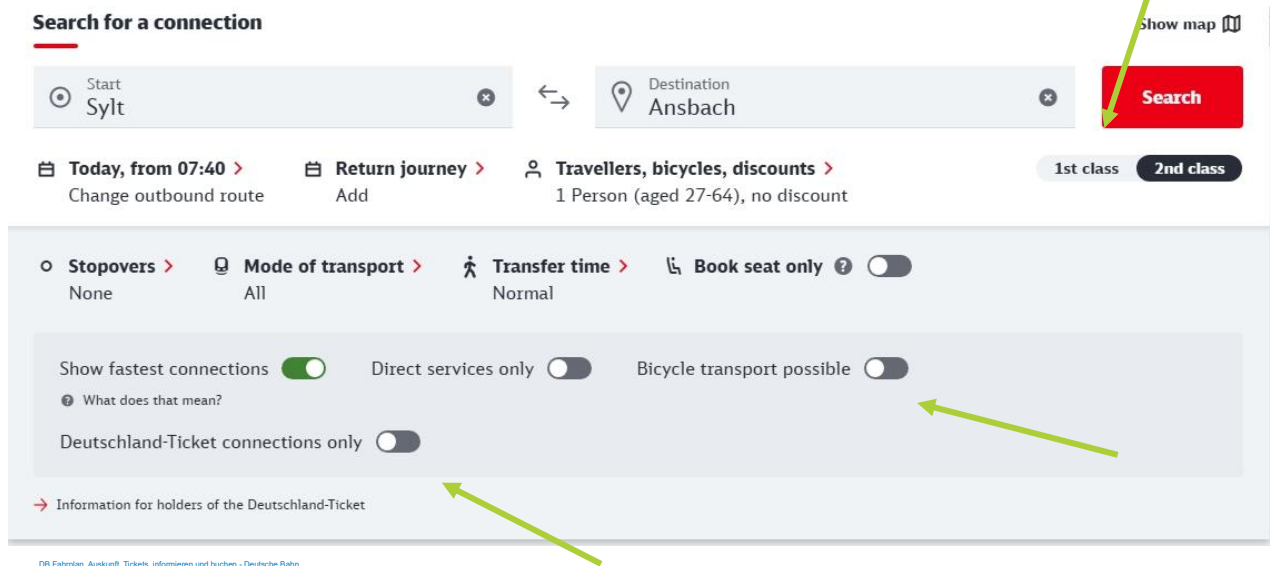 Search for a connection
Show map
Start
Sylt
Destination
Ansbach
Search
Today, from 07:40
Change outbound route
Return journey
Add
Travellers, bicycles, discounts
1 Person (aged 27-64), no discount
1st class
2nd class
Stopovers
None
Mode of transport
All
Transfer time
Normal
Book seat only ?
Show fastest connections
Direct services only
Bicycle transport possible
? What does that mean?
Deutschland-Ticket connections only
Information for holders of the Deutschland-Ticket
DB Fahrplan, Auskunft, Tickets, informieren und buchen - Deutsche Bahn